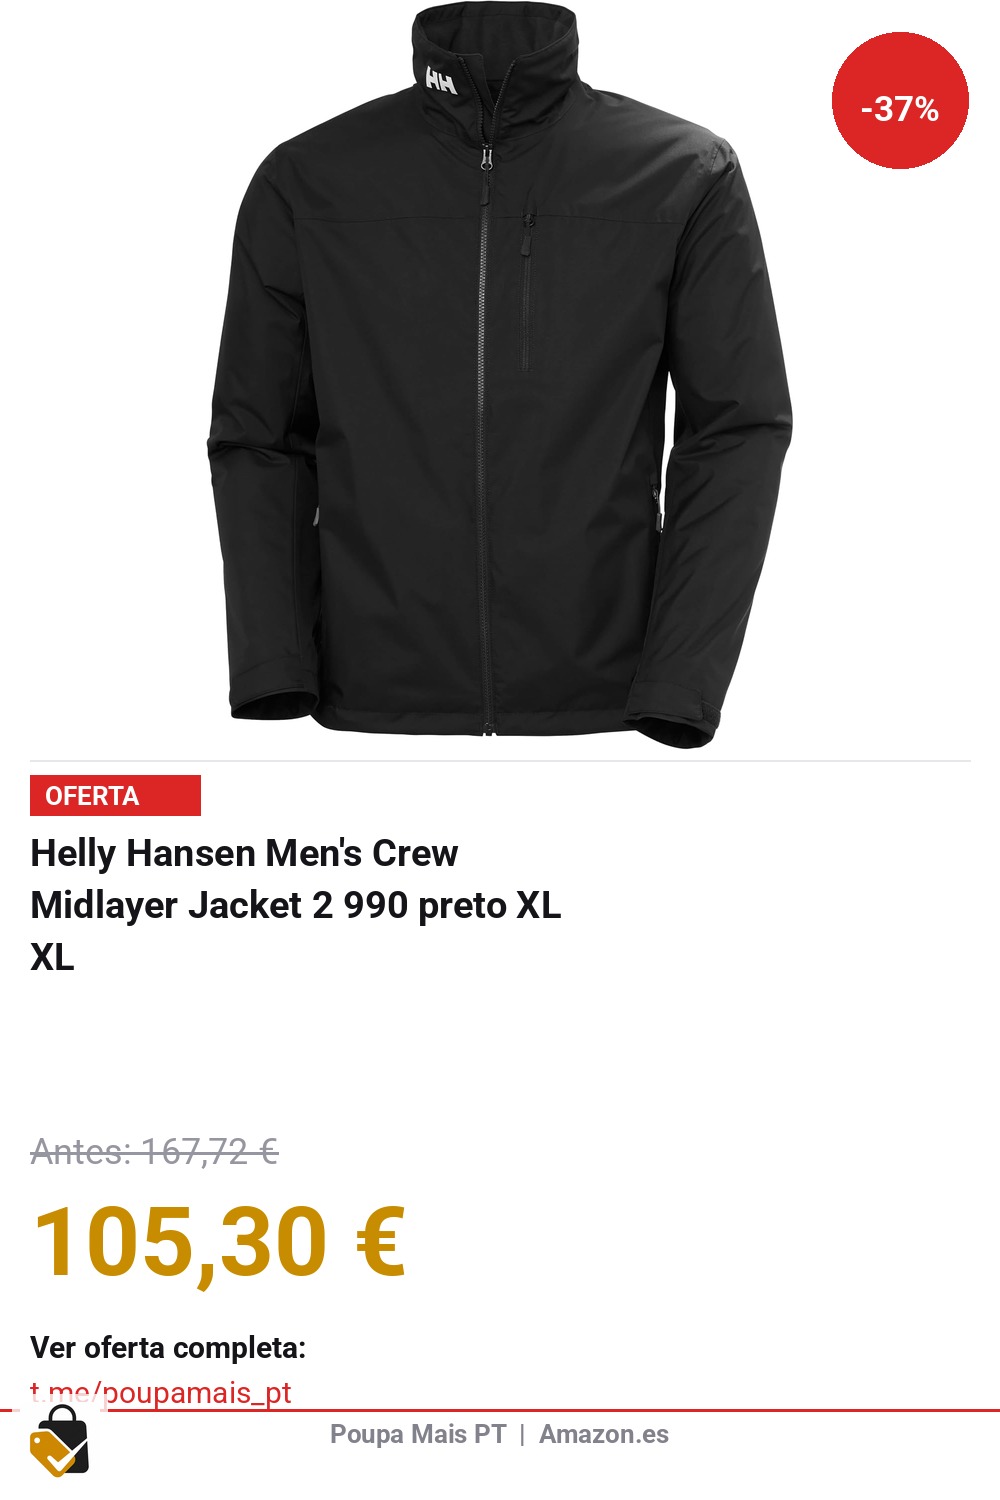 HH
-37%
OFERTA
Helly Hansen Men's Crew
Midlayer Jacket 2 990 preto XL
XL
Antes: 167,72 €
105,30 €
Ver oferta completa:
t.me/poupamais_pt
Poupa Mais PT | Amazon.es